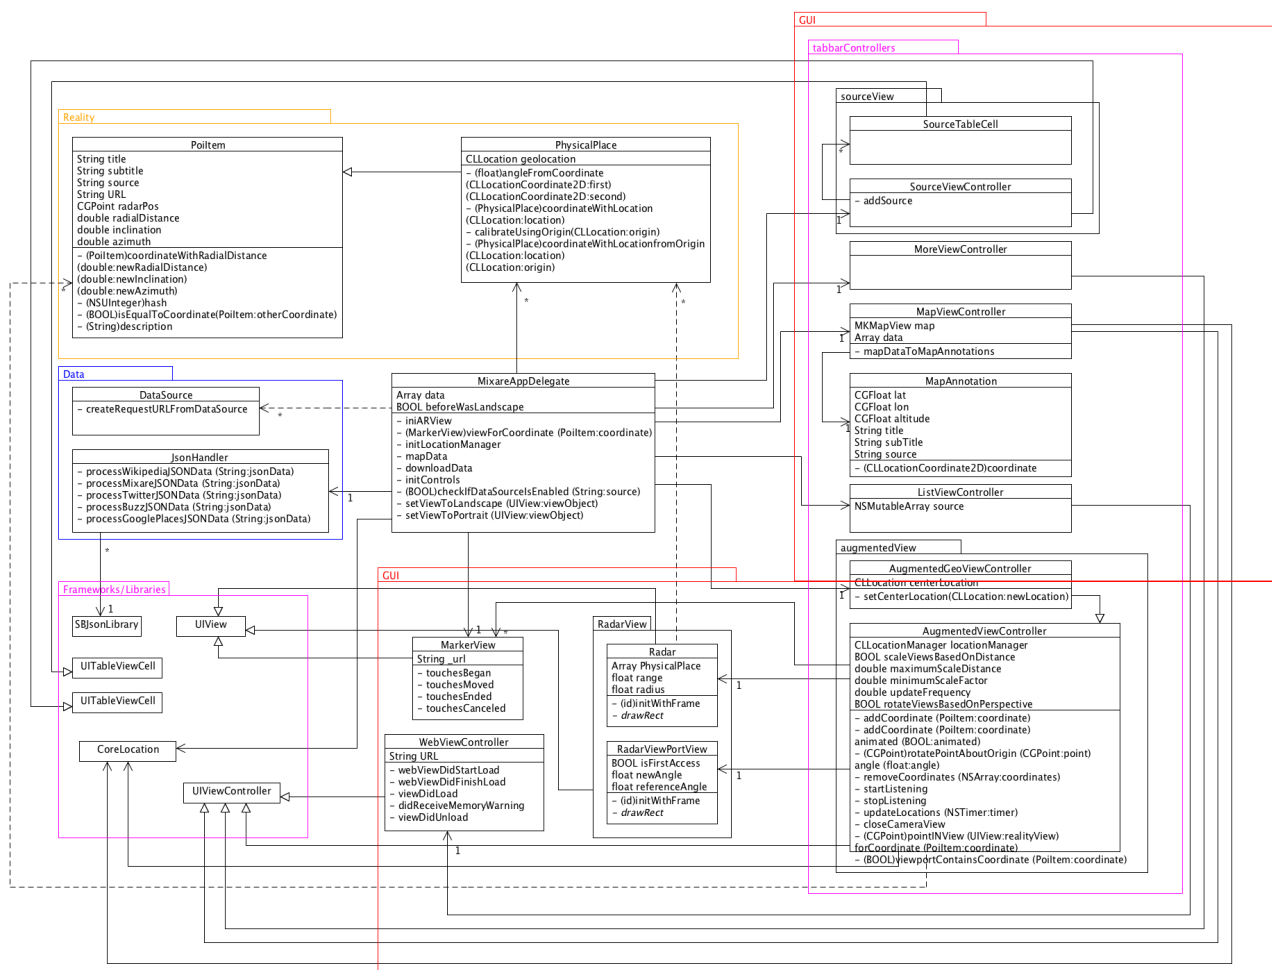 GUI
tabbarControllers
sourceView
SourceTableCell
*
SourceViewController
- addSource
1
MoreViewController
1
MapViewController
MKMapView map
Array data
- mapDataToMapAnnotations
1
MapAnnotation
CGFloat lat
CGFloat lon
CGFloat altitude
String title
String subTitle
String source
- (CLLocationCoordinate2D)coordinate
1
ListViewController
NSMutableArray source
augmentedView
AugmentedGeoViewController
CLLocation centerLocation
- setCenterLocation(CLLocation:newLocation)
1
AugmentedViewController
CLLocationManager locationManager
BOOL scaleViewsBasedOnDistance
double maximumScaleDistance
double minimumScaleFactor
double updateFrequency
BOOL rotateViewsBasedOnPerspective
- addCoordinate (PoiItem:coordinate)
- addCoordinate (PoiItem:coordinate)
animated (BOOL:animated)
- (CGPoint)rotatePointAboutOrigin (CGPoint:point)
angle (float:angle)
- removeCoordinates (NSArray:coordinates)
- startListening
- stopListening
- updateLocations (NSTimer:timer)
- closeCameraView
- (CGPoint)pointINView (UIView:realityView)
forCoordinate (PoiItem:coordinate)
- (BOOL)viewportContainsCoordinate (PoiItem:coordinate)
Reality
PoiItem
String title
String subtitle
String source
String URL
CGPoint radarPos
double radialDistance
double inclination
double azimuth
- (PoiItem)coordinateWithRadialDistance
(double:newRadialDistance)
(double:newInclination)
(double:newAzimuth)
- (NSUInteger)hash
- (BOOL)isEqualToCoordinate(PoiItem:otherCoordinate)
- (String)description
*
PhysicalPlace
CLLocation geolocation
- (float)angleFromCoordinate
(CLLocationCoordinate2D:first)
(CLLocationCoordinate2D:second)
- (PhysicalPlace)coordinateWithLocation
(CLLocation:location)
- calibrateUsingOrigin(CLLocation:origin)
- (PhysicalPlace)coordinateWithLocationfromOrigin
(CLLocation:location)
(CLLocation:origin)
*
*
Data
DataSource
- createRequestURLFromDataSource
*
JsonHandler
- processWikipediaJSONData (String:jsonData)
- processMixareJSONData (String:jsonData)
- processTwitterJSONData (String:jsonData)
- processBuzzJSONData (String:jsonData)
- processGooglePlacesJSONData (String:jsonData)
1
*
MixareAppDelegate
Array data
BOOL beforeWasLandscape
- iniARView
- (MarkerView)viewForCoordinate (PoiItem:coordinate)
- initLocationManager
- mapData
- downloadData
- initControls
- (BOOL)checkIfDataSourceIsEnabled (String:source)
- setViewToLandscape (UIView:viewObject)
- setViewToPortrait (UIView:viewObject)
Frameworks/Libraries
1
SBJsonLibrary
UIView
UITableViewCell
UITableViewCell
CoreLocation
UIViewController
GUI
1
*
MarkerView
String _url
- touchesBegan
- touchesMoved
- touchesEnded
- touchesCanceled
WebViewController
String URL
- webViewDidStartLoad
- webViewDidFinishLoad
- viewDidLoad
- didReceiveMemoryWarning
- viewDidUnload
1
RadarView
Radar
Array PhysicalPlace
float range
float radius
- (id)initWithFrame
- drawRect
1
RadarViewPortView
BOOL isFirstAccess
float newAngle
float referenceAngle
- (id)initWithFrame
- drawRect
1